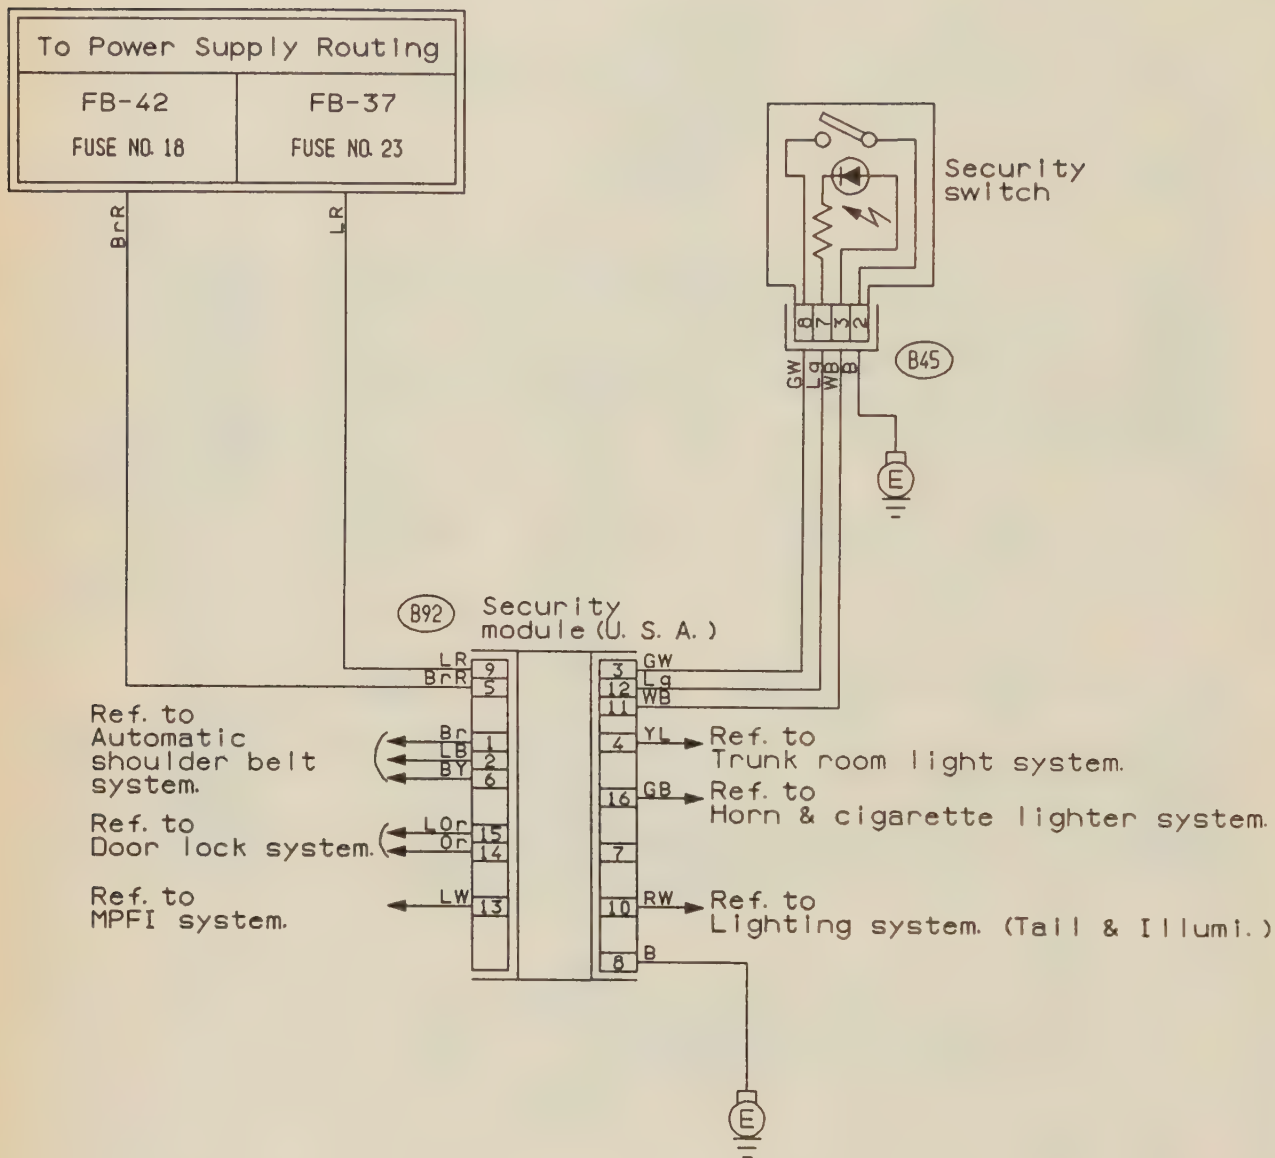 To Power Supply Routing
FB-42
FUSE NO. 18
FB-37
FUSE NO. 23
BrR
LR
Security
switch
8
7
3
2
B45
GW
Lg
WB
B
E
B92
Security
module (U. S. A.)
LR
9
BrR
5
GW
3
Lg
12
WB
11
Ref. to
Automatic
shoulder belt
system.
Br
1
LB
2
BY
6
4
YL
Ref. to
Trunk room light system.
16
GB
Ref. to
Horn & cigarette lighter system.
Ref. to
Door lock system.
LOr
15
Or
14
7
Ref. to
MPFI system.
LW
13
10
RW
Ref. to
Lighting system. (Tail & Illumi.)
8
B
E